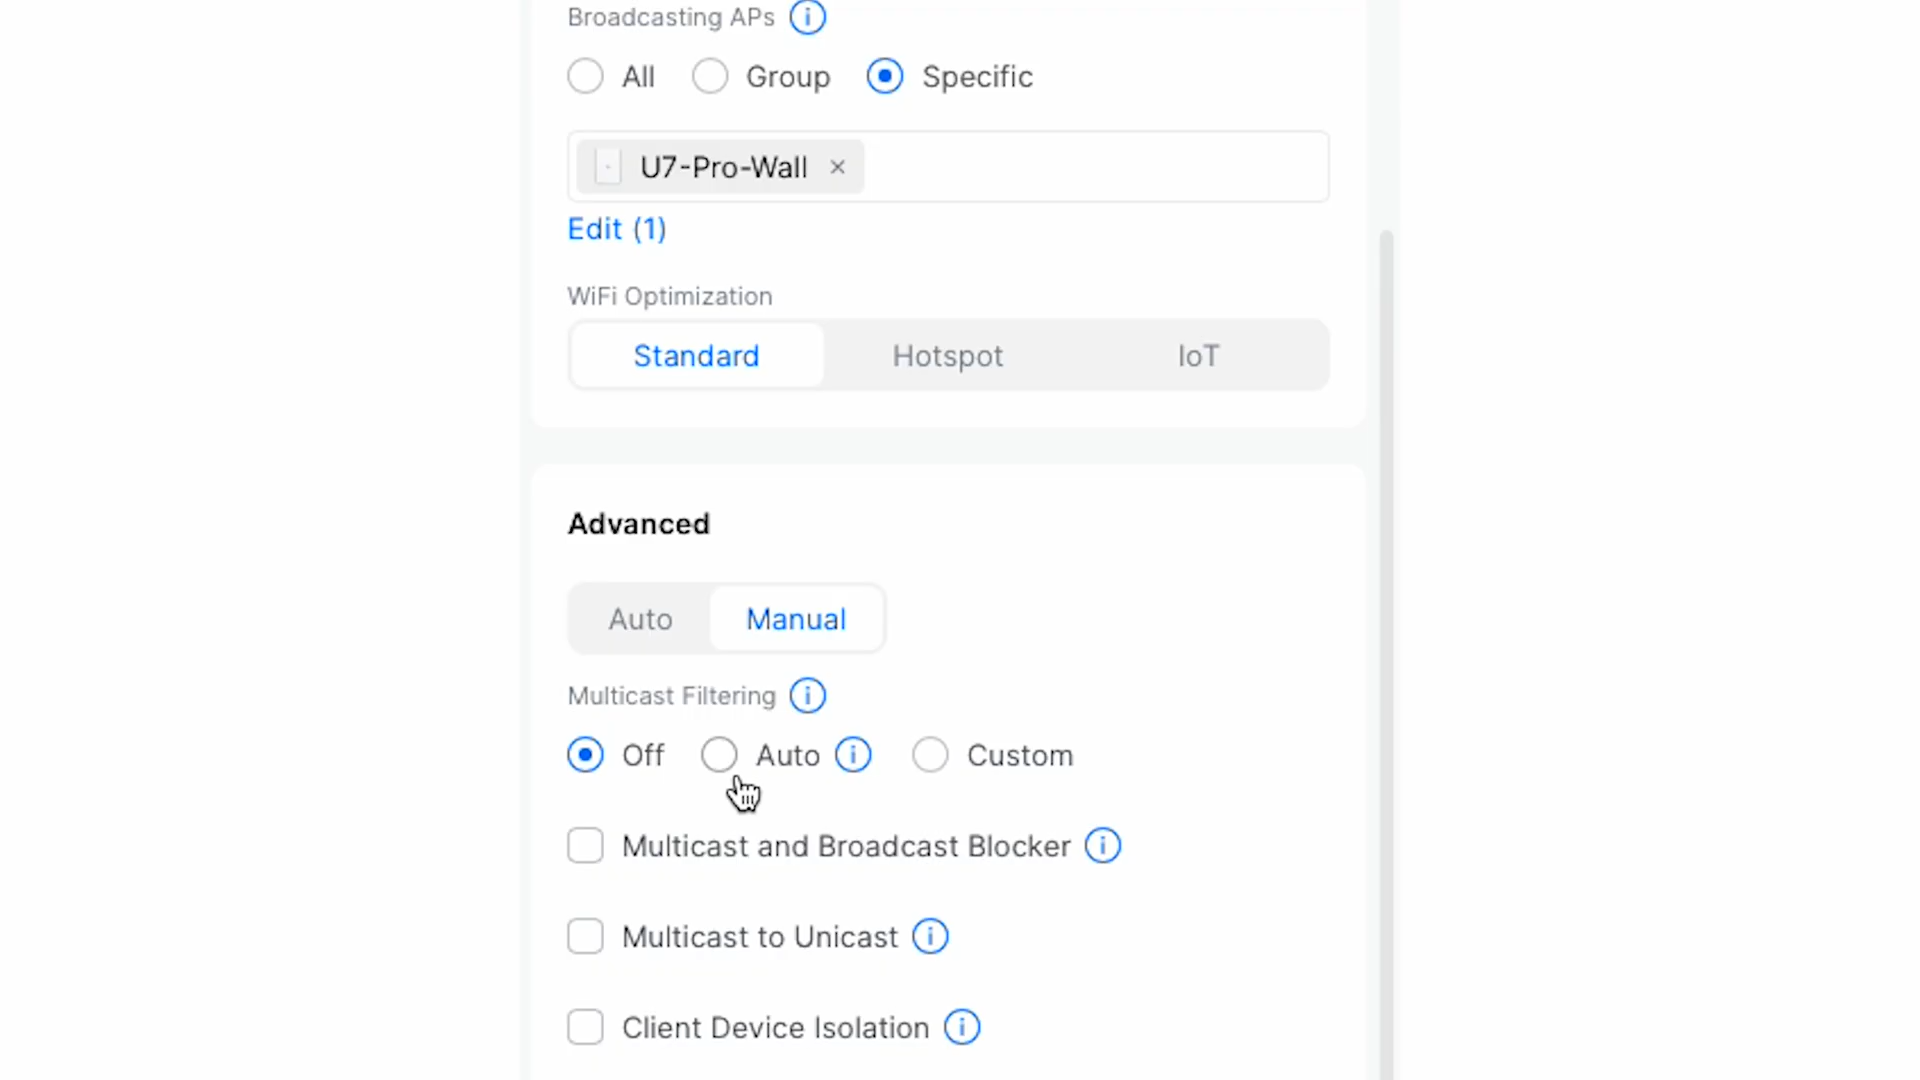 Broadcasting APs
All Group Specific
U7-Pro-Wall ×
Edit (1)
WiFi Optimization
Standard Hotspot IoT
Advanced
Auto Manual
Multicast Filtering
Off Auto Custom
Multicast and Broadcast Blocker
Multicast to Unicast
Client Device Isolation